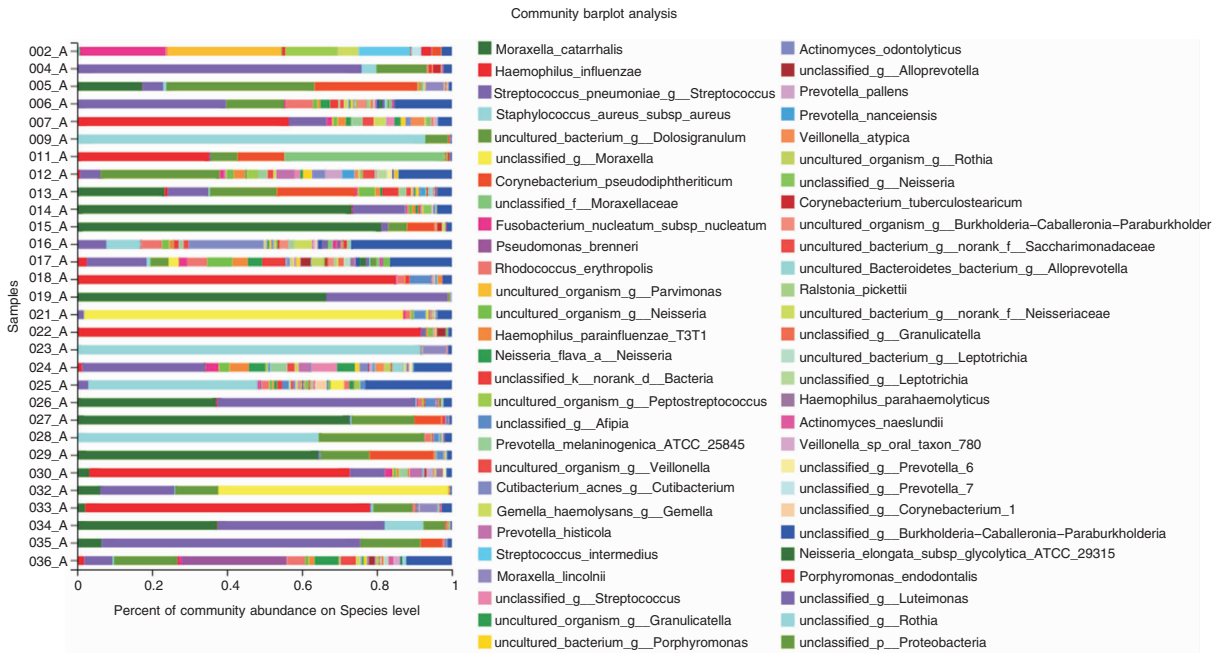 Community barplot analysis
Samples
002_A
004_A
005_A
006_A
007_A
009_A
011_A
012_A
013_A
014_A
015_A
016_A
017_A
018_A
019_A
021_A
022_A
023_A
024_A
025_A
026_A
027_A
028_A
029_A
030_A
032_A
033_A
034_A
035_A
036_A
0 0.2 0.4 0.6 0.8 1
Percent of community abundance on Species level
Moraxella_catarrhalis
Haemophilus_influenzae
Streptococcus_pneumoniae_g__Streptococcus
Staphylococcus_aureus_subsp_aureus
uncultured_bacterium_g__Dolosigranulum
unclassified_g__Moraxella
Corynebacterium_pseudodiphtheriticum
unclassified_f__Moraxellaceae
Fusobacterium_nucleatum_subsp_nucleatum
Pseudomonas_brenneri
Rhodococcus_erythropolis
uncultured_organism_g__Parvimonas
uncultured_organism_g__Neisseria
Haemophilus_parainfluenzae_T3T1
Neisseria_flava_a__Neisseria
unclassified_k__norank_d__Bacteria
uncultured_organism_g__Peptostreptococcus
unclassified_g__Afipia
Prevotella_melaninogenica_ATCC_25845
uncultured_organism_g__Veillonella
Cutibacterium_acnes_g__Cutibacterium
Gemella_haemolysans_g__Gemella
Prevotella_histicola
Streptococcus_intermedius
Moraxella_lincolnii
unclassified_g__Streptococcus
uncultured_organism_g__Granulicatella
uncultured_bacterium_g__Porphyromonas
Actinomyces_odontolyticus
unclassified_g__Alloprevotella
Prevotella_pallens
Prevotella_nanceiensis
Veillonella_atypica
uncultured_organism_g__Rothia
unclassified_g__Neisseria
Corynebacterium_tuberculostearicum
uncultured_organism_g__Burkholderia−Caballeronia−Paraburkholder
uncultured_bacterium_g__norank_f__Saccharimonadaceae
uncultured_Bacteroidetes_bacterium_g__Alloprevotella
Ralstonia_pickettii
uncultured_bacterium_g__norank_f__Neisseriaceae
unclassified_g__Granulicatella
uncultured_bacterium_g__Leptotrichia
unclassified_g__Leptotrichia
Haemophilus_parahaemolyticus
Actinomyces_naeslundii
Veillonella_sp_oral_taxon_780
unclassified_g__Prevotella_6
unclassified_g__Prevotella_7
unclassified_g__Corynebacterium_1
unclassified_g__Burkholderia−Caballeronia−Paraburkholderia
Neisseria_elongata_subsp_glycolytica_ATCC_29315
Porphyromonas_endodontalis
unclassified_g__Luteimonas
unclassified_g__Rothia
unclassified_p__Proteobacteria